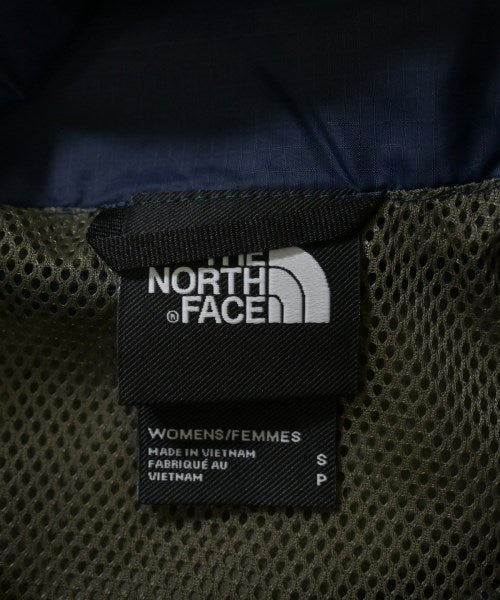 THE
NORTH
® FACE
WOMENS/FEMMES
MADE IN VIETNAM
FABRIQUÉ AU
VIETNAM
S
P